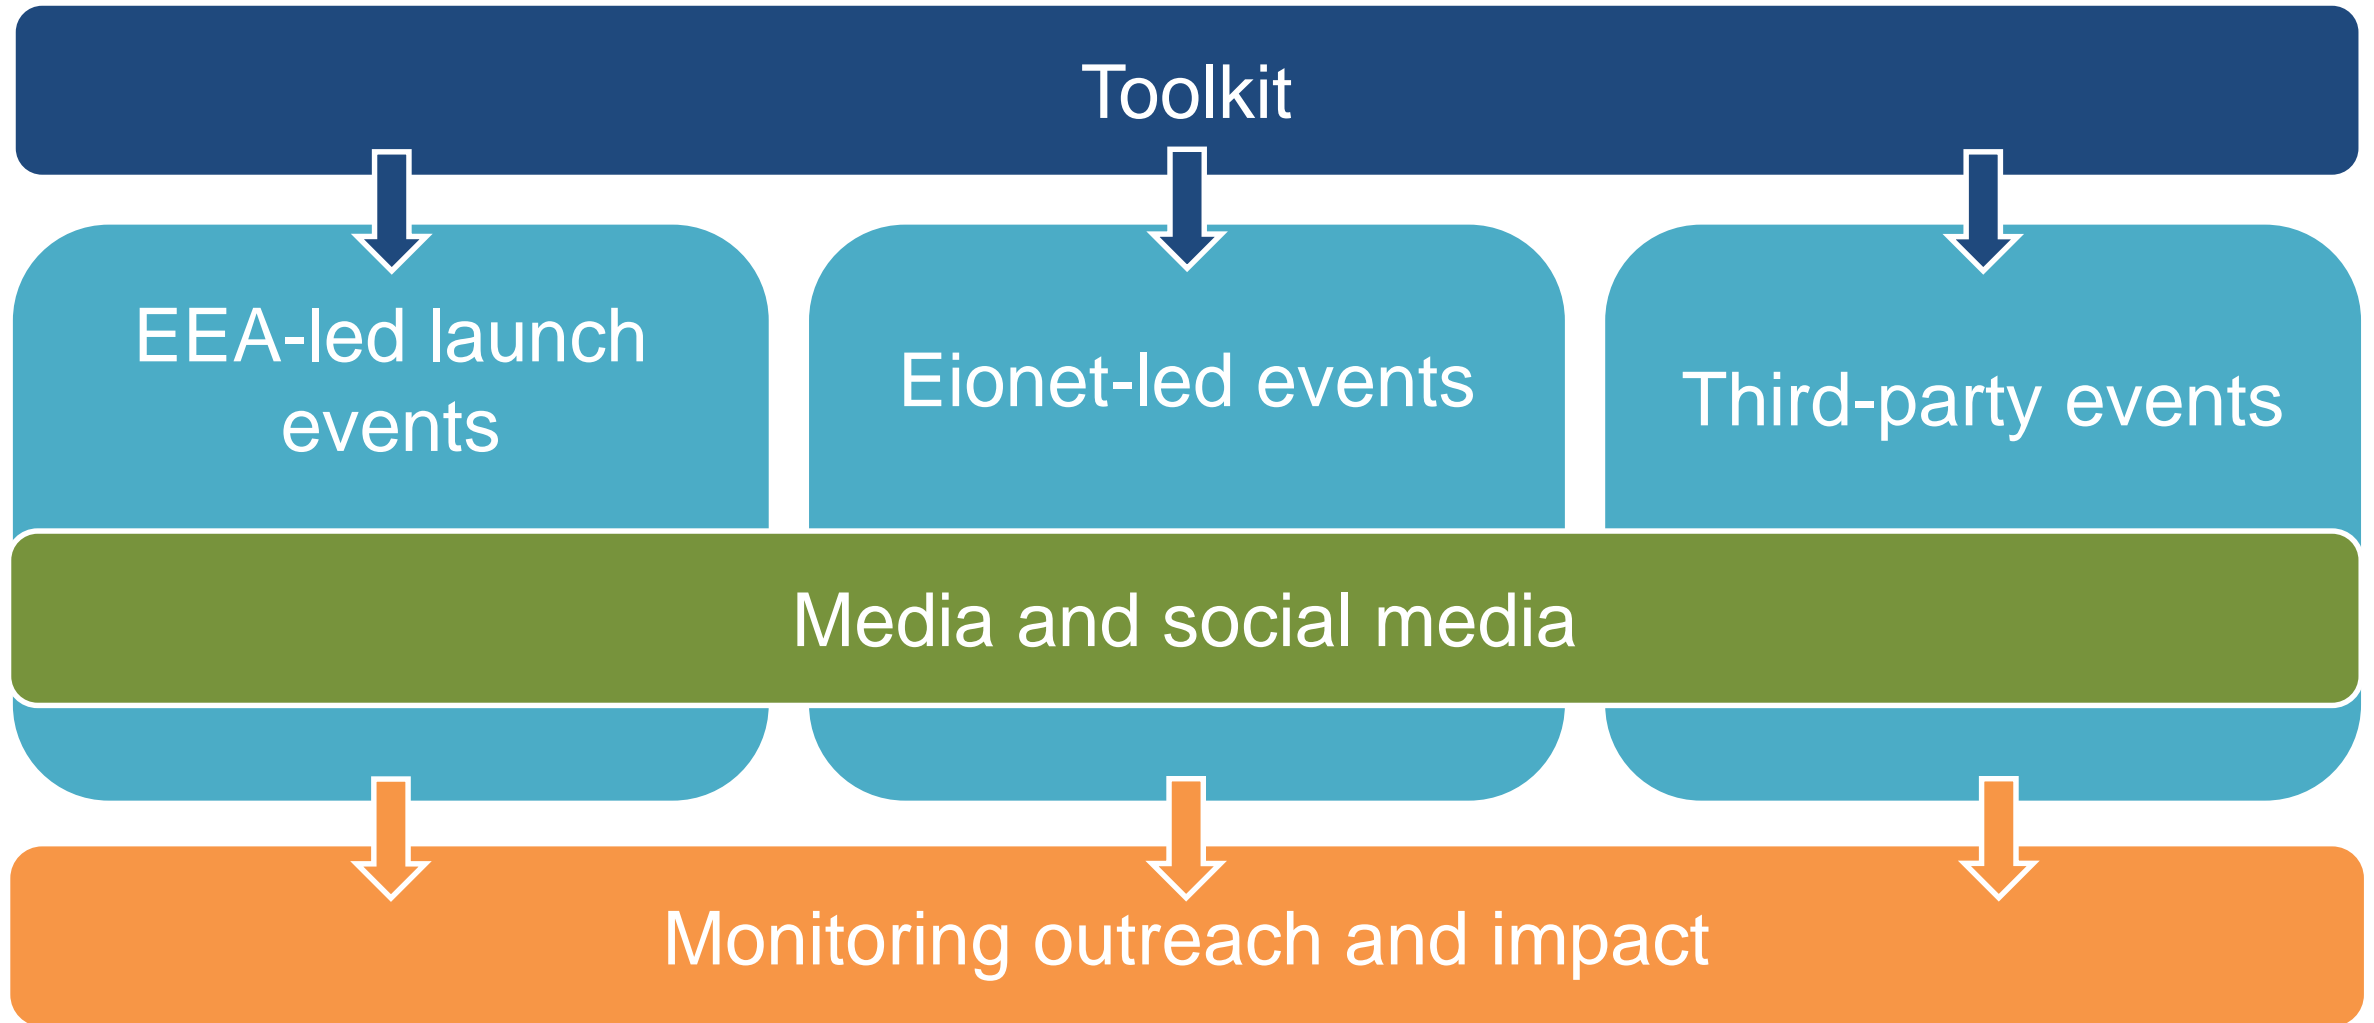 Toolkit
EEA-led launch
events
Eionet-led events
Third-party events
Media and social media
Monitoring outreach and impact